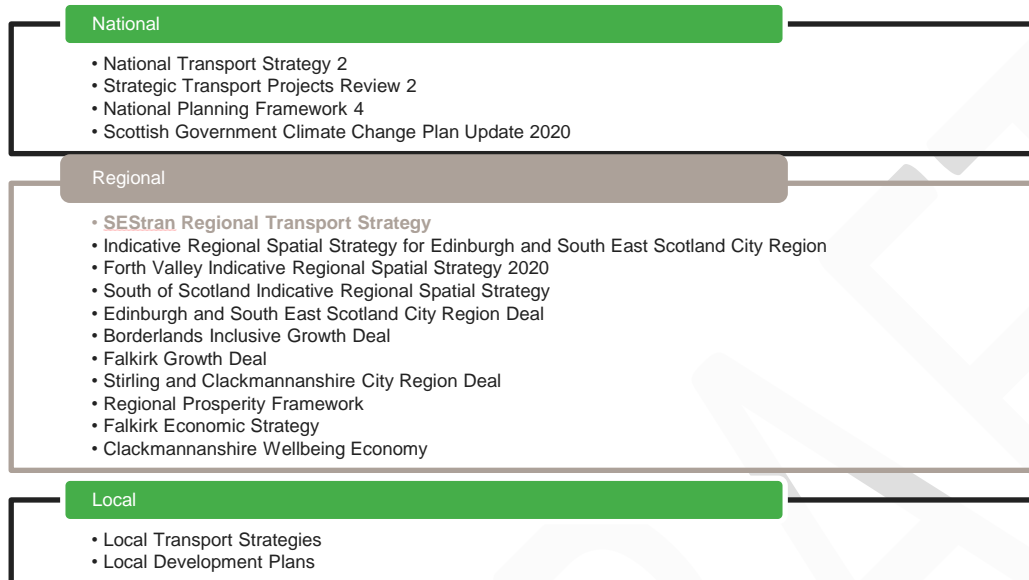 National
• National Transport Strategy 2
• Strategic Transport Projects Review 2
• National Planning Framework 4
• Scottish Government Climate Change Plan Update 2020
Regional
• SEStran Regional Transport Strategy
• Indicative Regional Spatial Strategy for Edinburgh and South East Scotland City Region
• Forth Valley Indicative Regional Spatial Strategy 2020
• South of Scotland Indicative Regional Spatial Strategy
• Edinburgh and South East Scotland City Region Deal
• Borderlands Inclusive Growth Deal
• Falkirk Growth Deal
• Stirling and Clackmannanshire City Region Deal
• Regional Prosperity Framework
• Falkirk Economic Strategy
• Clackmannanshire Wellbeing Economy
Local
• Local Transport Strategies
• Local Development Plans